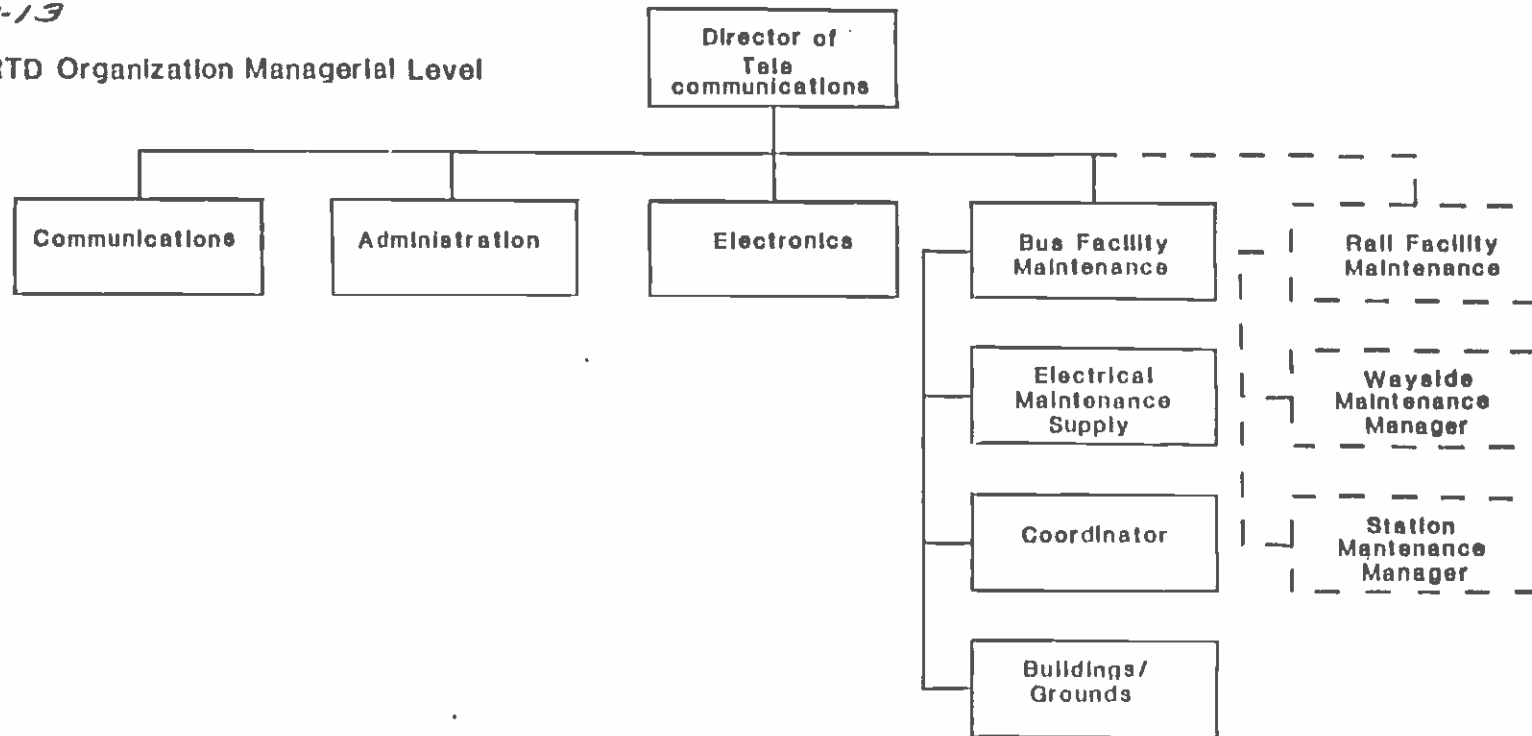 -13
RTD Organization Managerial Level
Director of
Tele
communications
Communications
Administration
Electronics
Bus Facility
Maintenance
Rail Facility
Maintenance
Electrical
Maintenance
Supply
Wayside
Maintenance
Manager
Coordinator
Station
Mantenance
Manager
Buildings/
Grounds